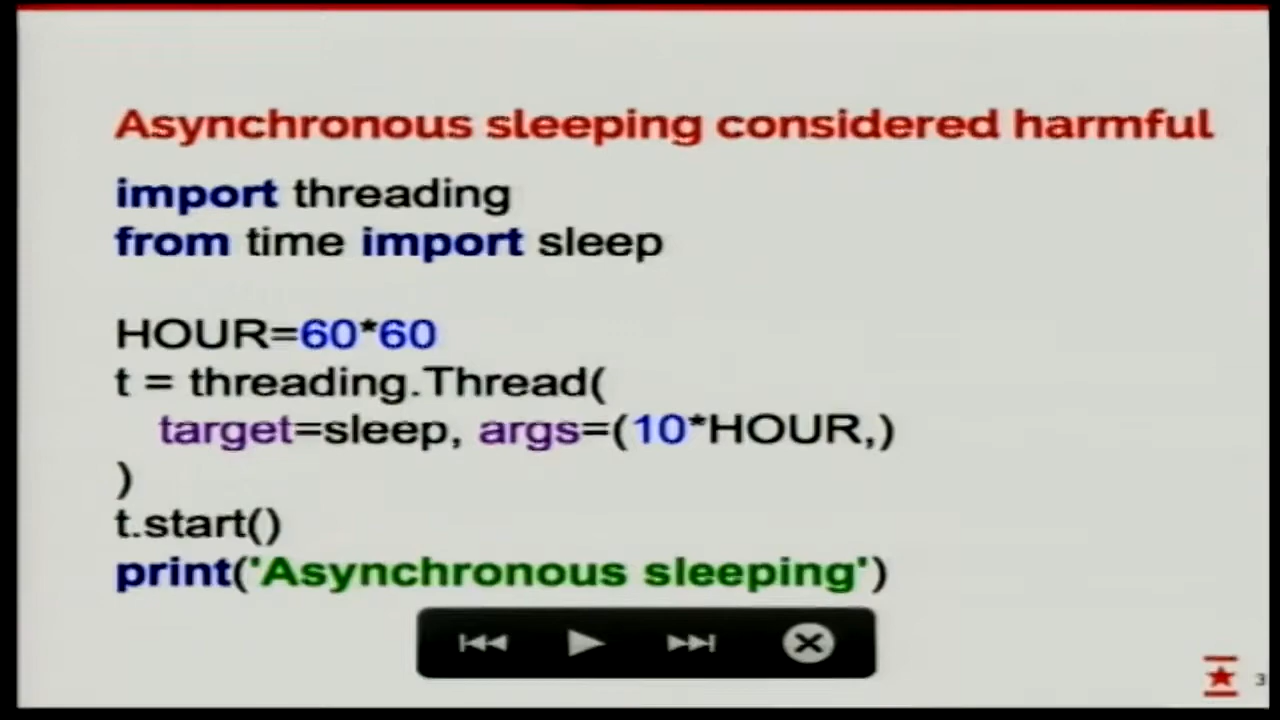 Asynchronous sleeping considered harmful
import threading
from time import sleep
HOUR=60*60
t = threading.Thread(
target=sleep, args=(10*HOUR,)
)
t.start()
print('Asynchronous sleeping')
3